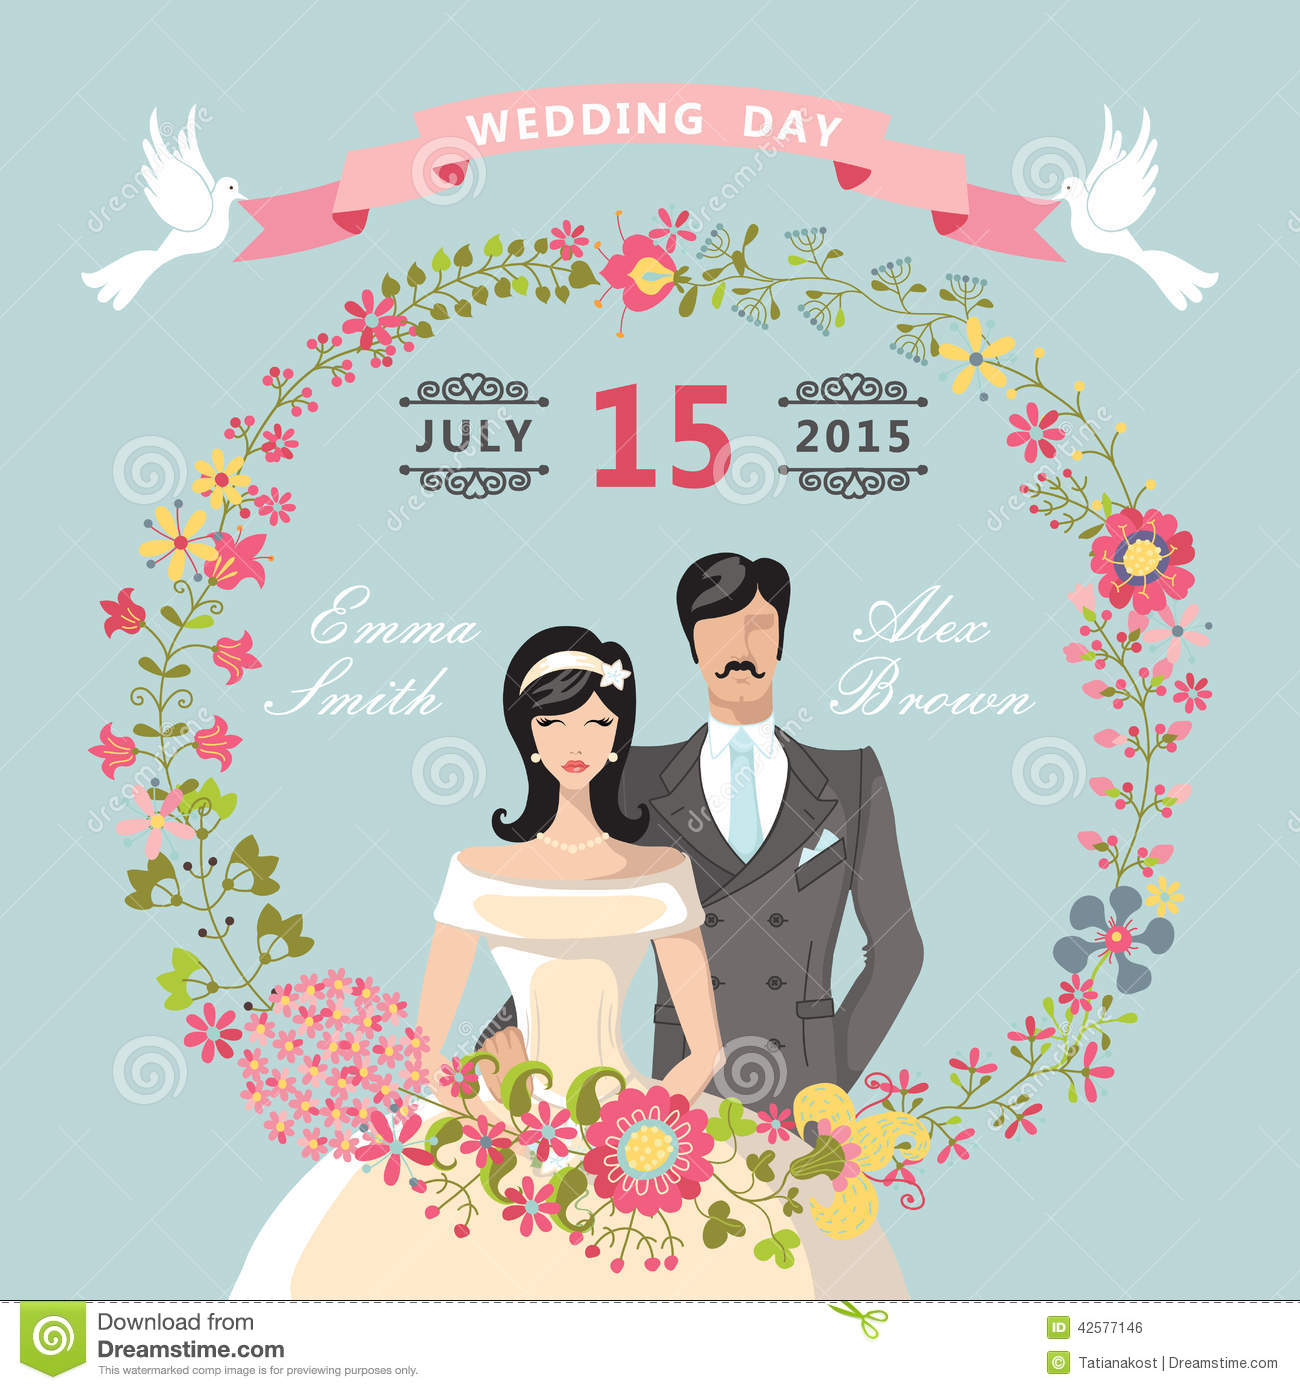 WEDDING DAY
JULY 15 2015
Emma
Smith
Alex
Brown
Download from
Dreamstime.com
This watermarked comp image is for previewing purposes only.
ID 42577146
© Tatianakost | Dreamstime.com